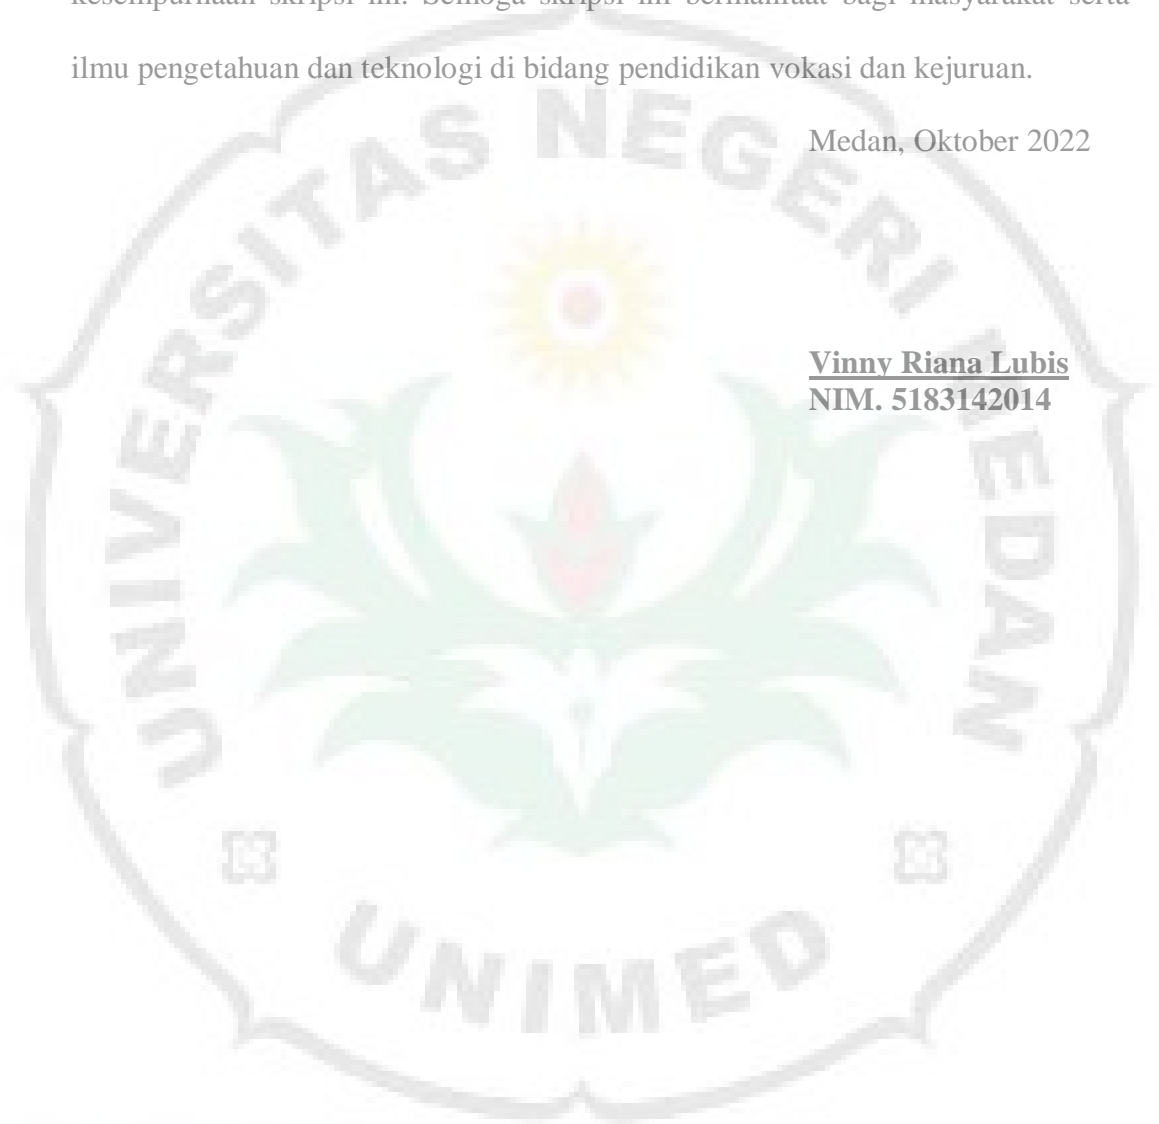 kesempurnaan skripsi ini. Semoga skripsi ini bermanfaat bagi masyarakat serta
ilmu pengetahuan dan teknologi di bidang pendidikan vokasi dan kejuruan.
Medan, Oktober 2022
Vinny Riana Lubis
NIM. 5183142014
UNIVERSITAS NEGERI MEDAN
UNIMED